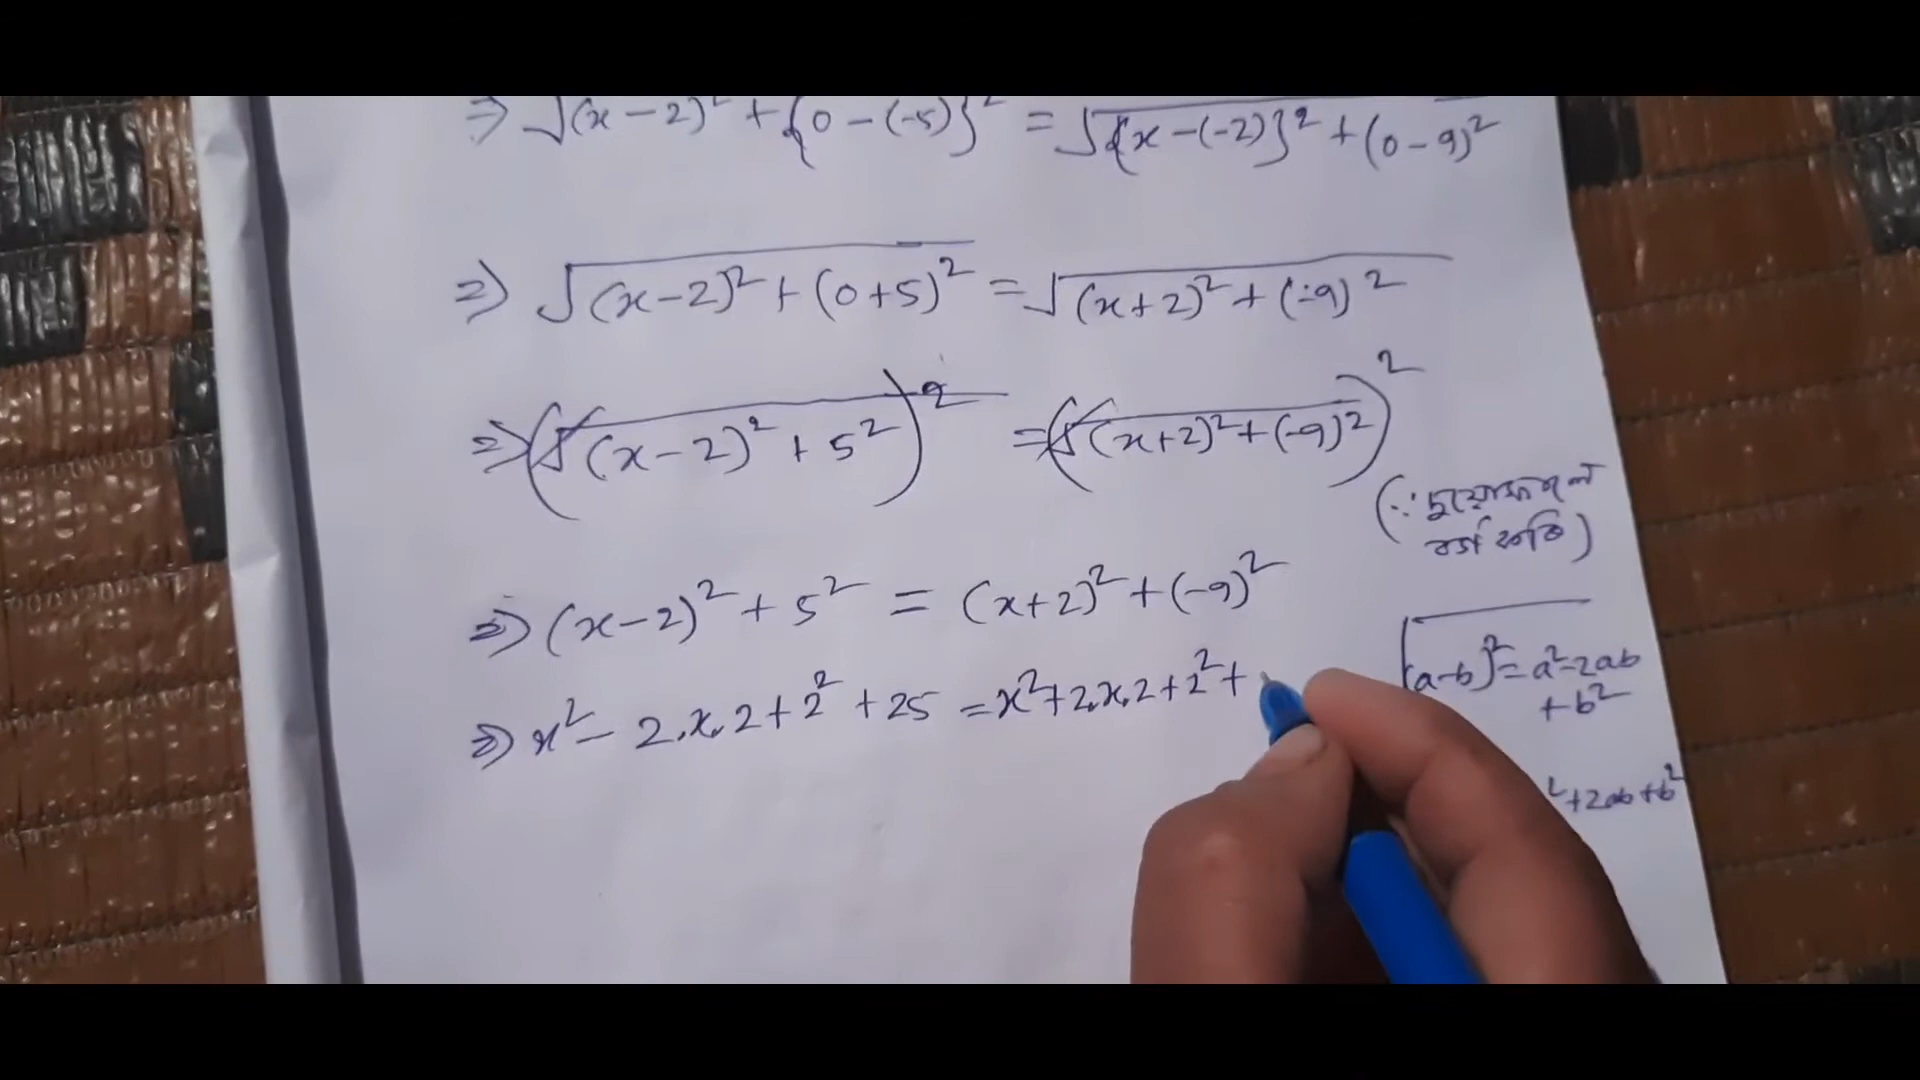 ⇒ √(x-2)² + {0-(-5)}² = √{x-(-2)}² + (0-9)²
⇒ √(x-2)² + (0+5)² = √(x+2)² + (-9)²
⇒ (√(x-2)² + 5²)² = (√(x+2)² + (-9)²)²
(∵
বর্গ করি)
⇒ (x-2)² + 5² = (x+2)² + (-9)²
(a-b)² = a²-2ab
+b²
⇒ x² - 2.x.2 + 2² + 25 = x² + 2.x.2 + 2² +
²+2ab+b²